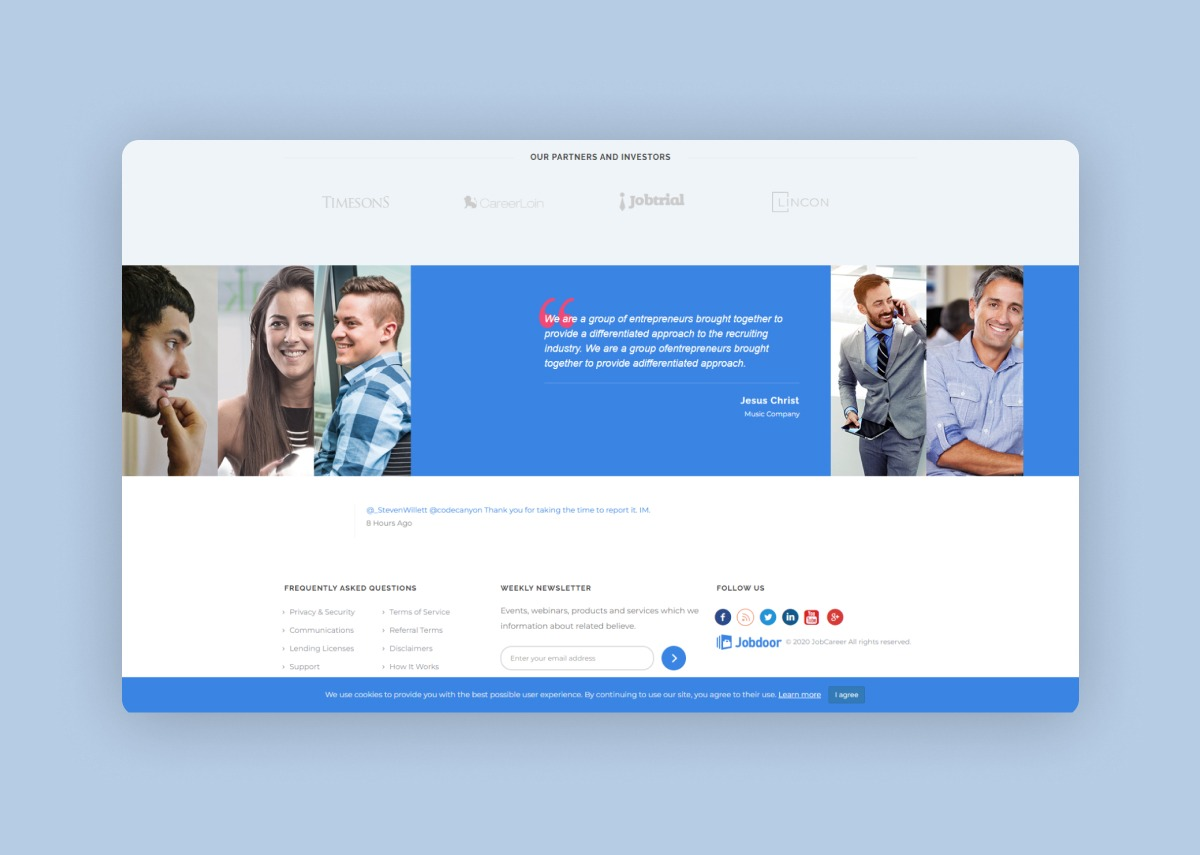 OUR PARTNERS AND INVESTORS
TIMESONS
CareerLoin
Jobtrial
LINCON
We are a group of entrepreneurs brought together to
provide a differentiated approach to the recruiting
industry. We are a group ofentrepreneurs brought
together to provide adifferentiated approach.
Jesus Christ
Music Company
@_StevenWillett @codecanyon Thank you for taking the time to report it. IM.
8 Hours Ago
FREQUENTLY ASKED QUESTIONS
› Privacy & Security
› Terms of Service
› Communications
› Referral Terms
› Lending Licenses
› Disclaimers
› Support
› How It Works
WEEKLY NEWSLETTER
Events, webinars, products and services which we
information about related believe.
Enter your email address
FOLLOW US
You Tube
g+
Jobdoor © 2020 JobCareer All rights reserved.
We use cookies to provide you with the best possible user experience. By continuing to use our site, you agree to their use. Learn more I agree